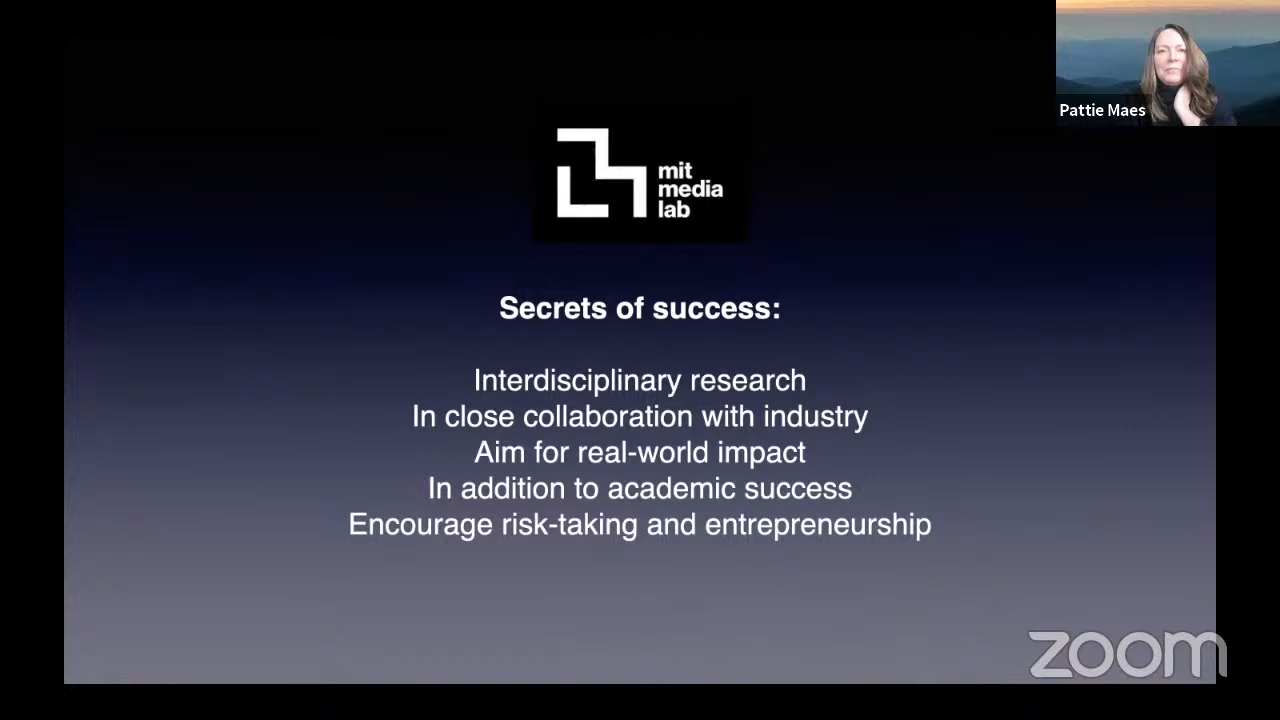 Pattie Maes
mit
media
lab
Secrets of success:
Interdisciplinary research
In close collaboration with industry
Aim for real-world impact
In addition to academic success
Encourage risk-taking and entrepreneurship
zoom